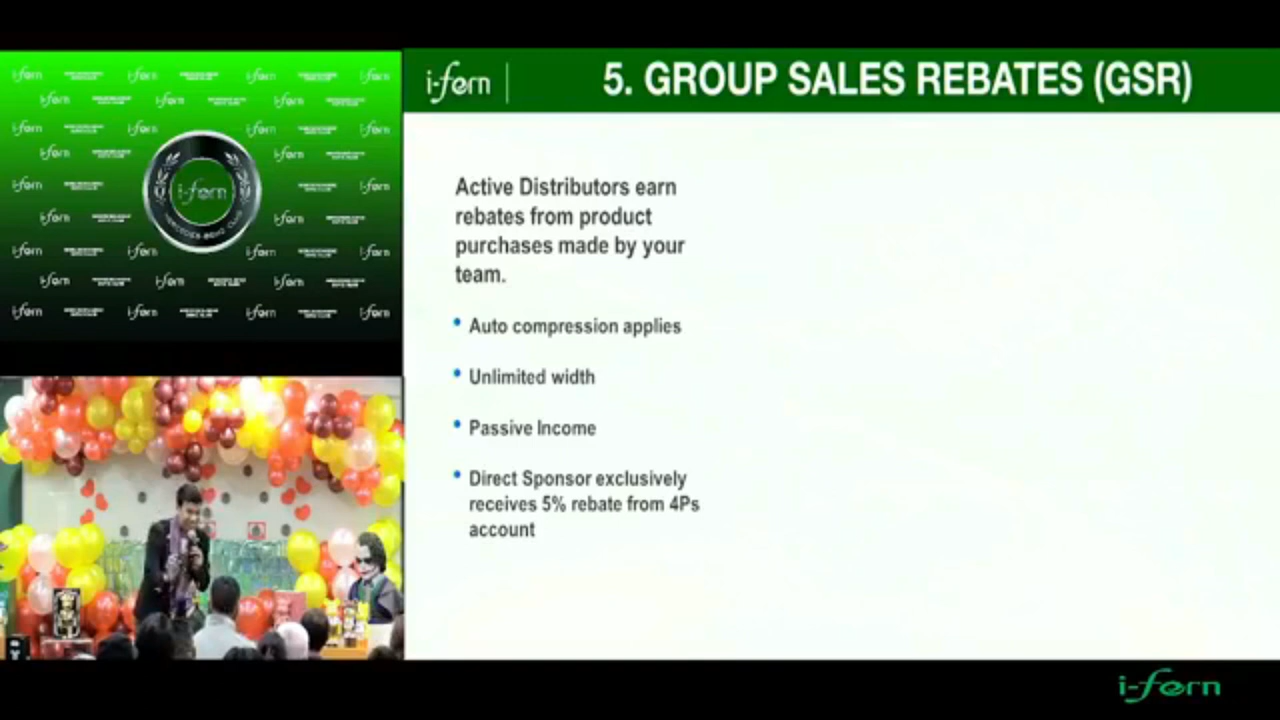 i-fern
5. GROUP SALES REBATES (GSR)
i-fern
Active Distributors earn
rebates from product
purchases made by your
team.
• Auto compression applies
• Unlimited width
• Passive Income
• Direct Sponsor exclusively
receives 5% rebate from 4Ps
account
i-fern